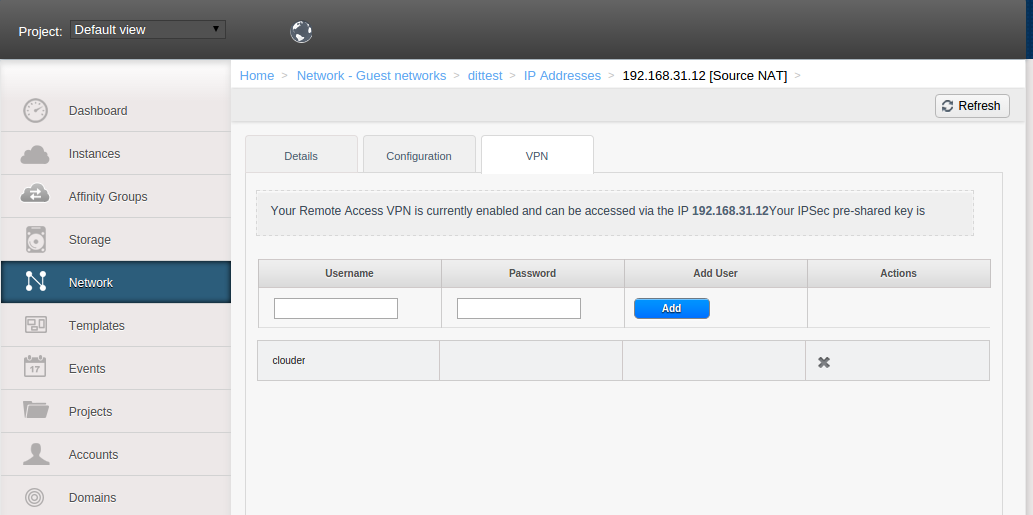 Project: Default view
Home > Network - Guest networks > dittest > IP Addresses > 192.168.31.12 [Source NAT] >
Refresh
Dashboard
Instances
Affinity Groups
Storage
Network
Templates
17
Events
Projects
Accounts
Domains
Details Configuration VPN
Your Remote Access VPN is currently enabled and can be accessed via the IP 192.168.31.12Your IPSec pre-shared key is
Username Password Add User Actions
Add
clouder